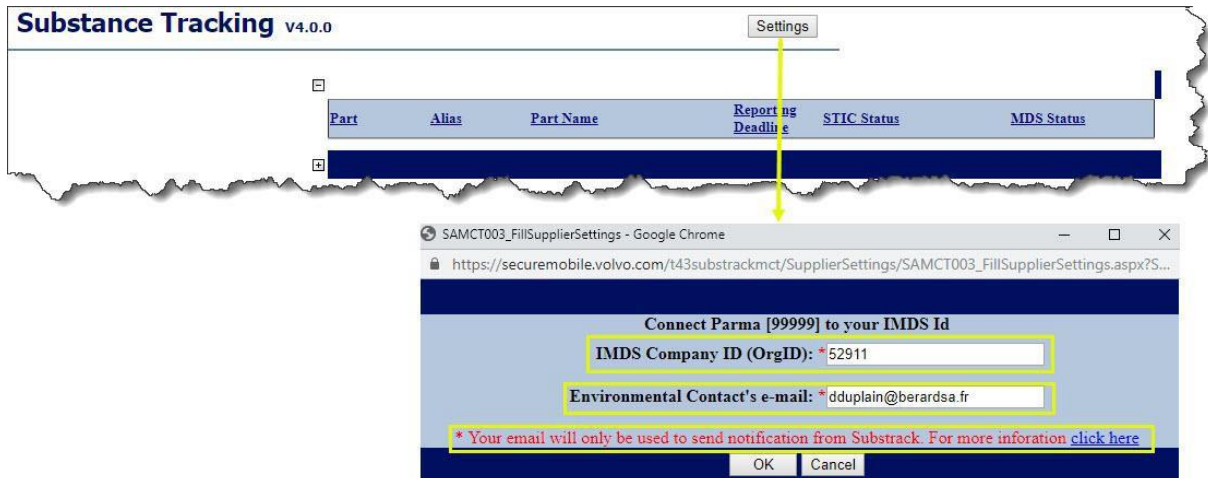 Substance Tracking V4.0.0
Settings
Part Alias Part Name Reporting Deadline STIC Status MDS Status
SAMCT003_FillSupplierSettings - Google Chrome
https://securemobile.volvo.com/t43substrackmct/SupplierSettings/SAMCT003_FillSupplierSettings.aspx?S...
Connect Parma [99999] to your IMDS Id
IMDS Company ID (OrgID): *52911
Environmental Contact's e-mail: *dduplain@berardsa.fr
* Your email will only be used to send notification from Substrack. For more inforation click here
OK Cancel